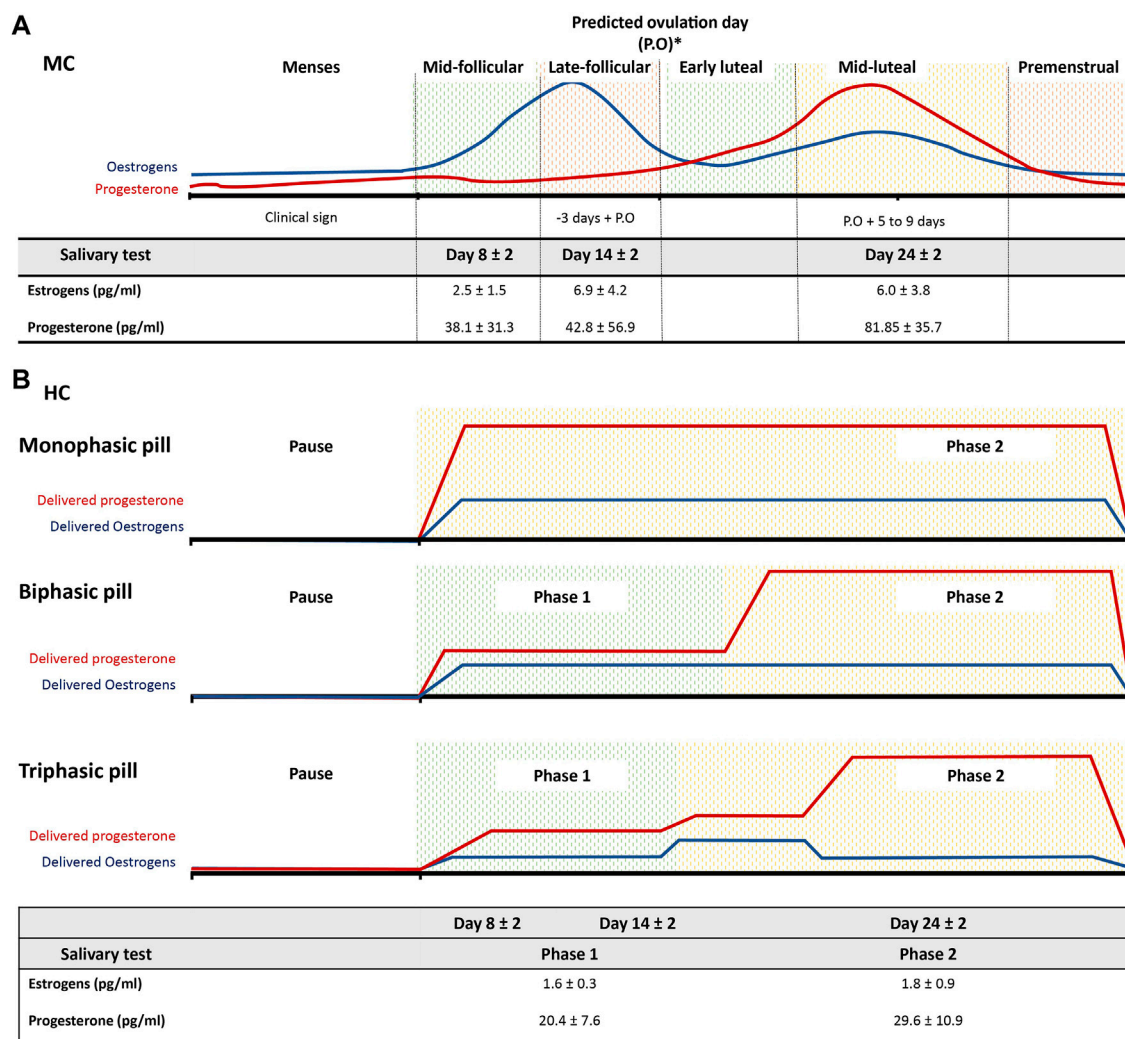 A
Predicted ovulation day
(P.O)*
MC
Menses
Mid-follicular
Late-follicular
Early luteal
Mid-luteal
Premenstrual
Oestrogens
Progesterone
Clinical sign
-3 days + P.O
P.O + 5 to 9 days
Salivary test Day 8 ± 2 Day 14 ± 2 Day 24 ± 2
Estrogens (pg/ml) 2.5 ± 1.5 6.9 ± 4.2 6.0 ± 3.8
Progesterone (pg/ml) 38.1 ± 31.3 42.8 ± 56.9 81.85 ± 35.7
B
HC
Monophasic pill
Pause
Phase 2
Delivered progesterone
Delivered Oestrogens
Biphasic pill
Pause
Phase 1
Phase 2
Delivered progesterone
Delivered Oestrogens
Triphasic pill
Pause
Phase 1
Phase 2
Delivered progesterone
Delivered Oestrogens
Day 8 ± 2 Day 14 ± 2 Day 24 ± 2
Salivary test Phase 1 Phase 2
Estrogens (pg/ml) 1.6 ± 0.3 1.8 ± 0.9
Progesterone (pg/ml) 20.4 ± 7.6 29.6 ± 10.9